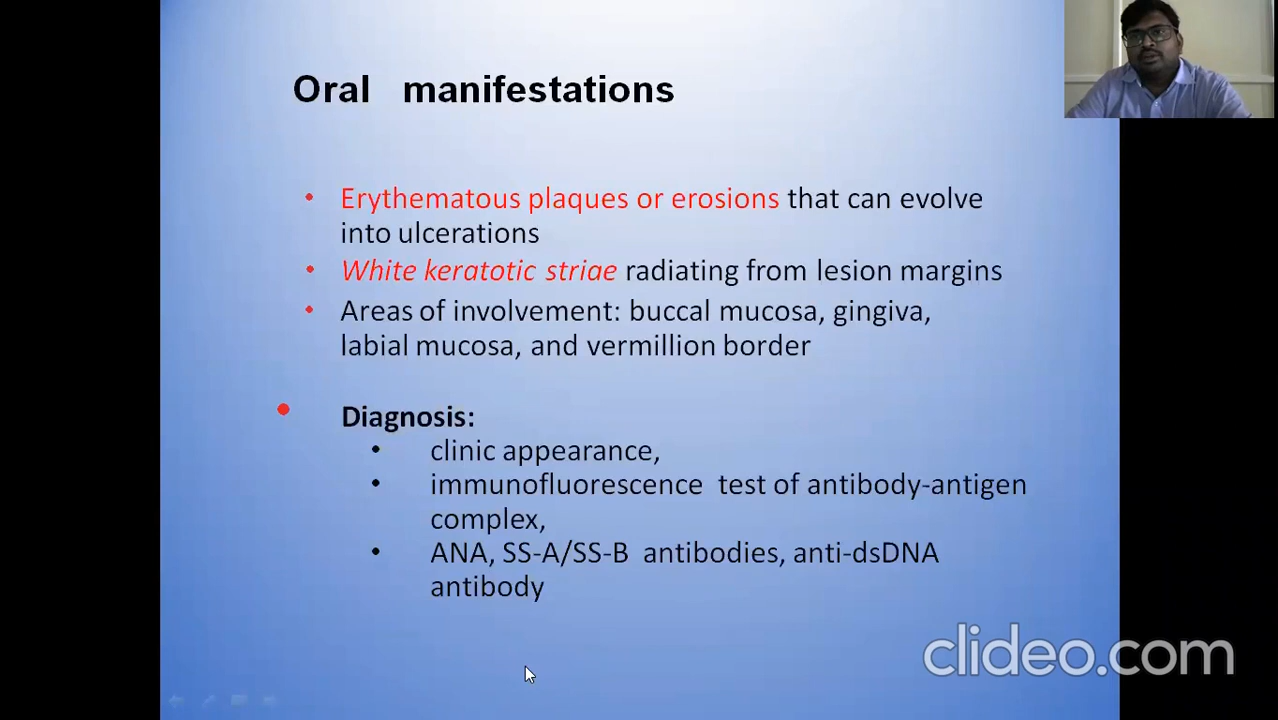 Oral manifestations
• Erythematous plaques or erosions that can evolve
into ulcerations
• White keratotic striae radiating from lesion margins
• Areas of involvement: buccal mucosa, gingiva,
labial mucosa, and vermillion border
• Diagnosis:
• clinic appearance,
• immunofluorescence test of antibody-antigen
complex,
• ANA, SS-A/SS-B antibodies, anti-dsDNA
antibody
clideo.com